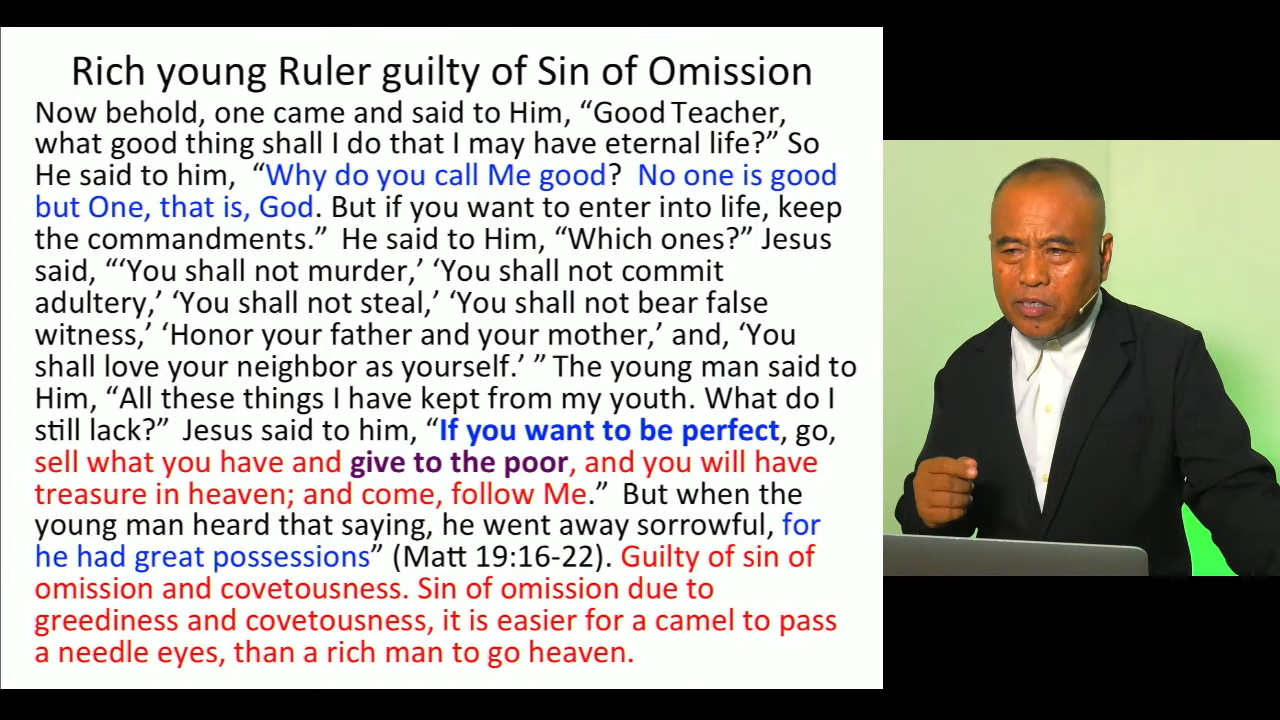 Rich young Ruler guilty of Sin of Omission
Now behold, one came and said to Him, “Good Teacher,
what good thing shall I do that I may have eternal life?” So
He said to him, “Why do you call Me good? No one is good
but One, that is, God. But if you want to enter into life, keep
the commandments.” He said to Him, “Which ones?” Jesus
said, “‘You shall not murder,’ ‘You shall not commit
adultery,’ ‘You shall not steal,’ ‘You shall not bear false
witness,’ ‘Honor your father and your mother,’ and, ‘You
shall love your neighbor as yourself.’ ” The young man said to
Him, “All these things I have kept from my youth. What do I
still lack?” Jesus said to him, “If you want to be perfect, go,
sell what you have and give to the poor, and you will have
treasure in heaven; and come, follow Me.” But when the
young man heard that saying, he went away sorrowful, for
he had great possessions” (Matt 19:16-22). Guilty of sin of
omission and covetousness. Sin of omission due to
greediness and covetousness, it is easier for a camel to pass
a needle eyes, than a rich man to go heaven.